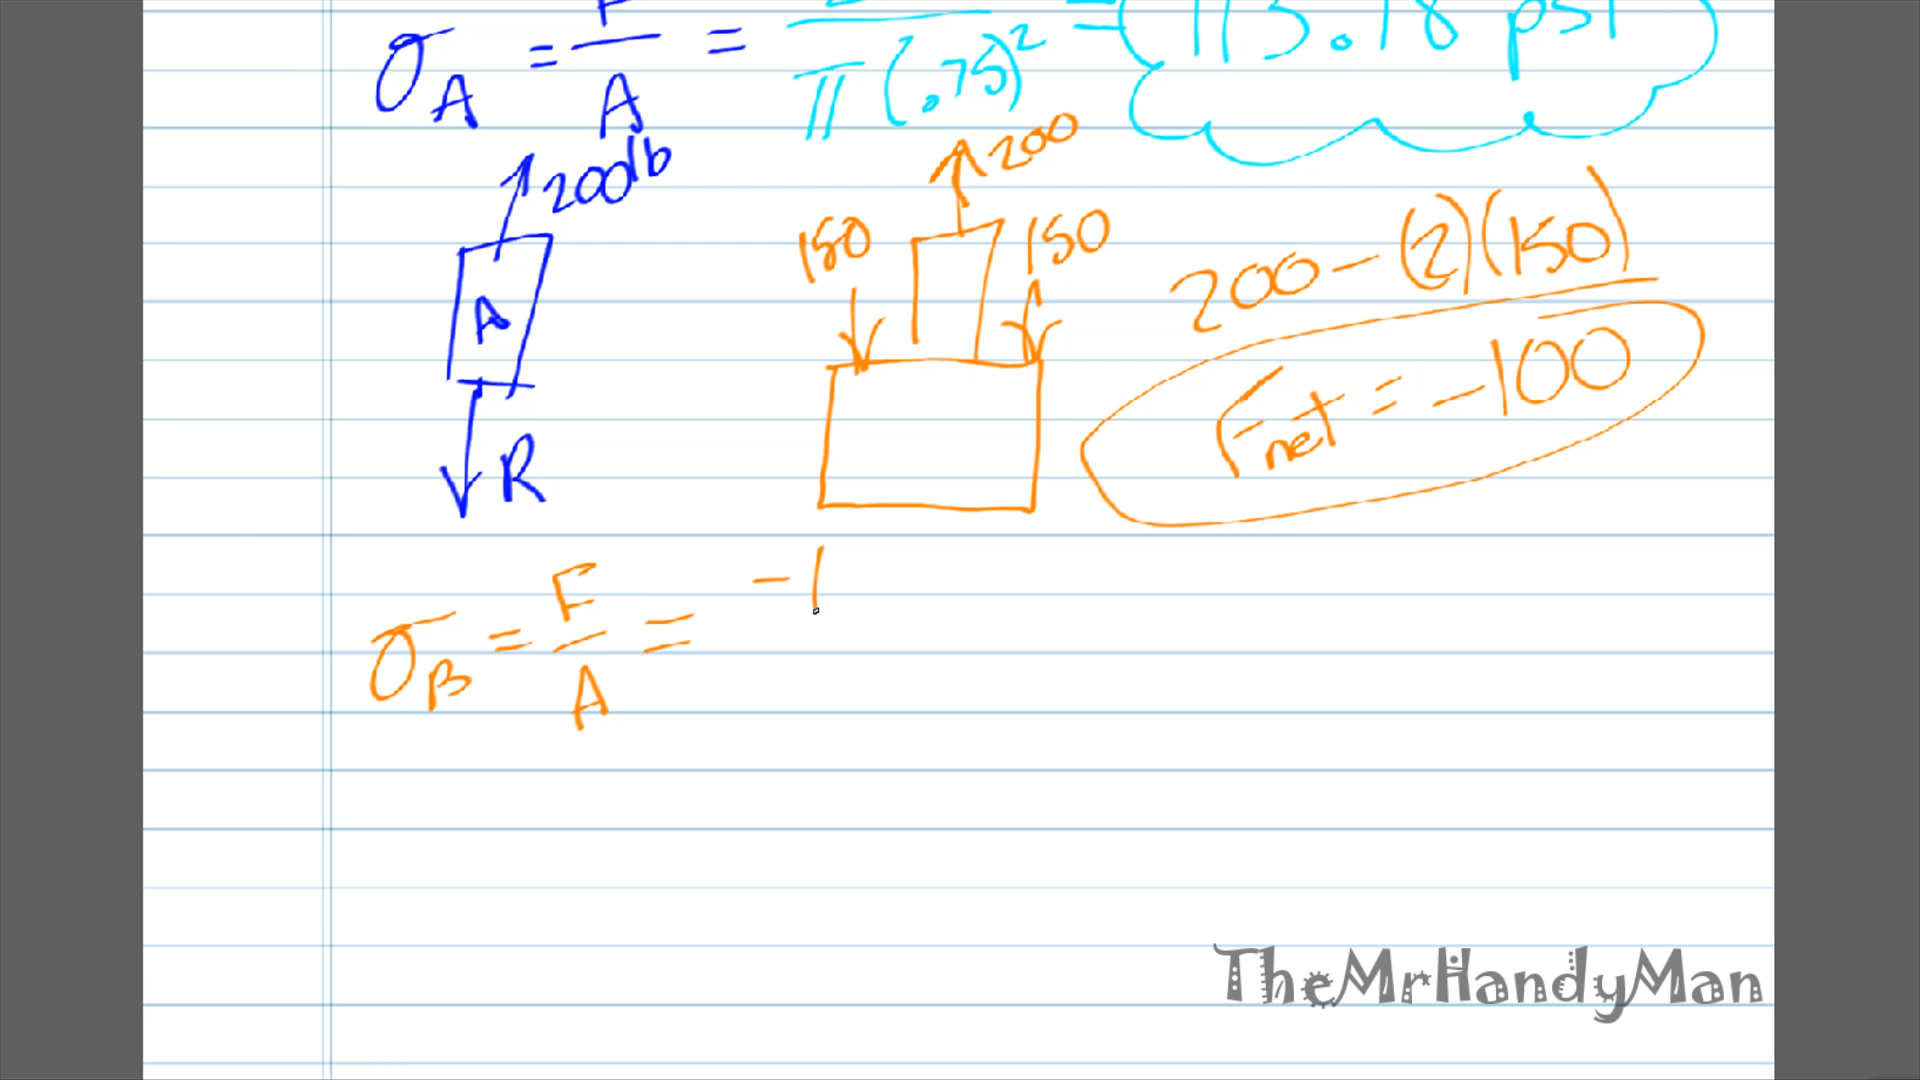 σA = F/A = π(.75)² = 113.18 psi
200lb
200
150
150
A
R
200 - (2)(150)
Fnet = -100
σB = F/A = -1
TheMrHandyMan